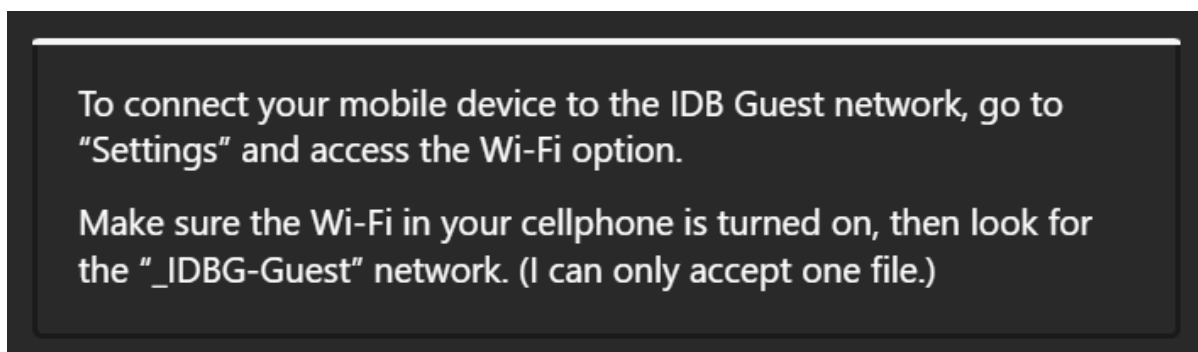 To connect your mobile device to the IDB Guest network, go to
“Settings” and access the Wi-Fi option.
Make sure the Wi-Fi in your cellphone is turned on, then look for
the “_IDBG-Guest” network. (I can only accept one file.)